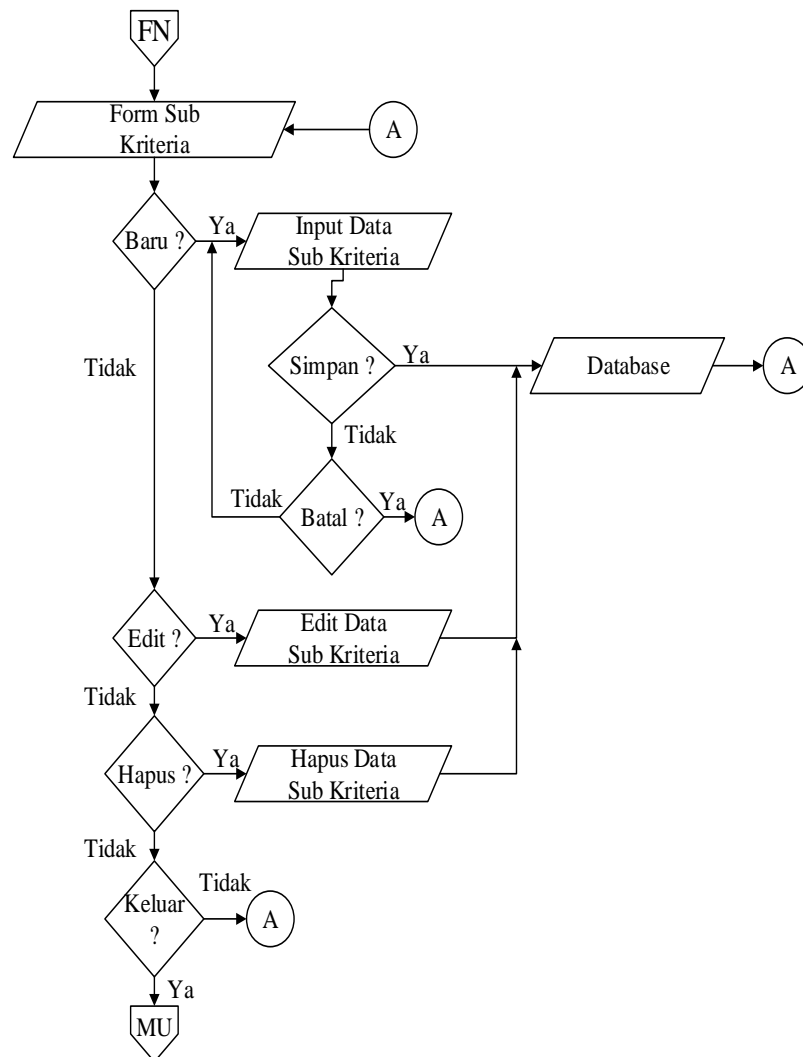 FN
Form Sub
Kriteria
A
Baru ?
Ya
Input Data
Sub Kriteria
Tidak
Simpan ?
Ya
Database
A
Tidak
Tidak
Batal ?
Ya
A
Edit ?
Ya
Edit Data
Sub Kriteria
Tidak
Hapus ?
Ya
Hapus Data
Sub Kriteria
Tidak
Keluar
?
Tidak
A
Ya
MU